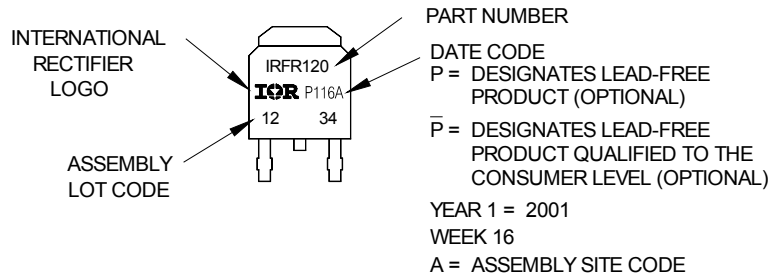 INTERNATIONAL
RECTIFIER
LOGO
ASSEMBLY
LOT CODE
IRFR120
IOR P116A
12 34
PART NUMBER
DATE CODE
P = DESIGNATES LEAD-FREE
PRODUCT (OPTIONAL)
P̅ = DESIGNATES LEAD-FREE
PRODUCT QUALIFIED TO THE
CONSUMER LEVEL (OPTIONAL)
YEAR 1 = 2001
WEEK 16
A = ASSEMBLY SITE CODE